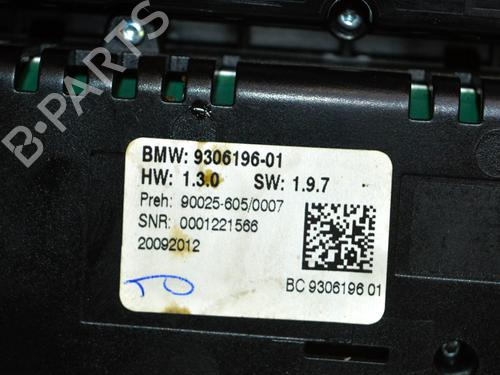 B-PARTS
BMW: 9306196-01
HW: 1.3.0 SW: 1.9.7
Preh: 90025-605/0007
SNR: 0001221566
20092012
BC 9306196 01